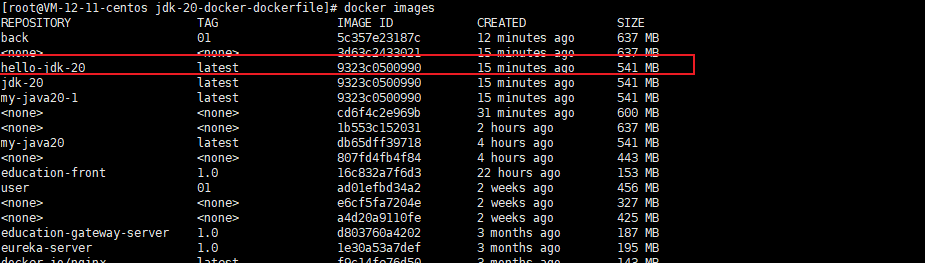 [root@VM-12-11-centos jdk-20-docker-dockerfile]# docker images
REPOSITORY TAG IMAGE ID CREATED SIZE
back 01 5c357e23187c 12 minutes ago 637 MB
<none> <none> 3d63c2433021 15 minutes ago 637 MB
hello-jdk-20 latest 9323c0500990 15 minutes ago 541 MB
jdk-20 latest 9323c0500990 15 minutes ago 541 MB
my-java20-1 latest 9323c0500990 15 minutes ago 541 MB
<none> <none> cd6f4c2e969b 31 minutes ago 600 MB
<none> <none> 1b553c152031 2 hours ago 637 MB
my-java20 latest db65dff39718 4 hours ago 541 MB
<none> <none> 807fd4fb4f84 4 hours ago 443 MB
education-front 1.0 16c832a7f6d3 22 hours ago 153 MB
user 01 ad01efbd34a2 2 weeks ago 456 MB
<none> <none> e6cf5fa7204e 2 weeks ago 327 MB
<none> <none> a4d20a9110fe 2 weeks ago 425 MB
education-gateway-server 1.0 d803760a4202 3 months ago 187 MB
eureka-server 1.0 1e30a53a7def 3 months ago 195 MB
docker.io/nginx latest f9c14fe76d50 3 months ago 143 MB